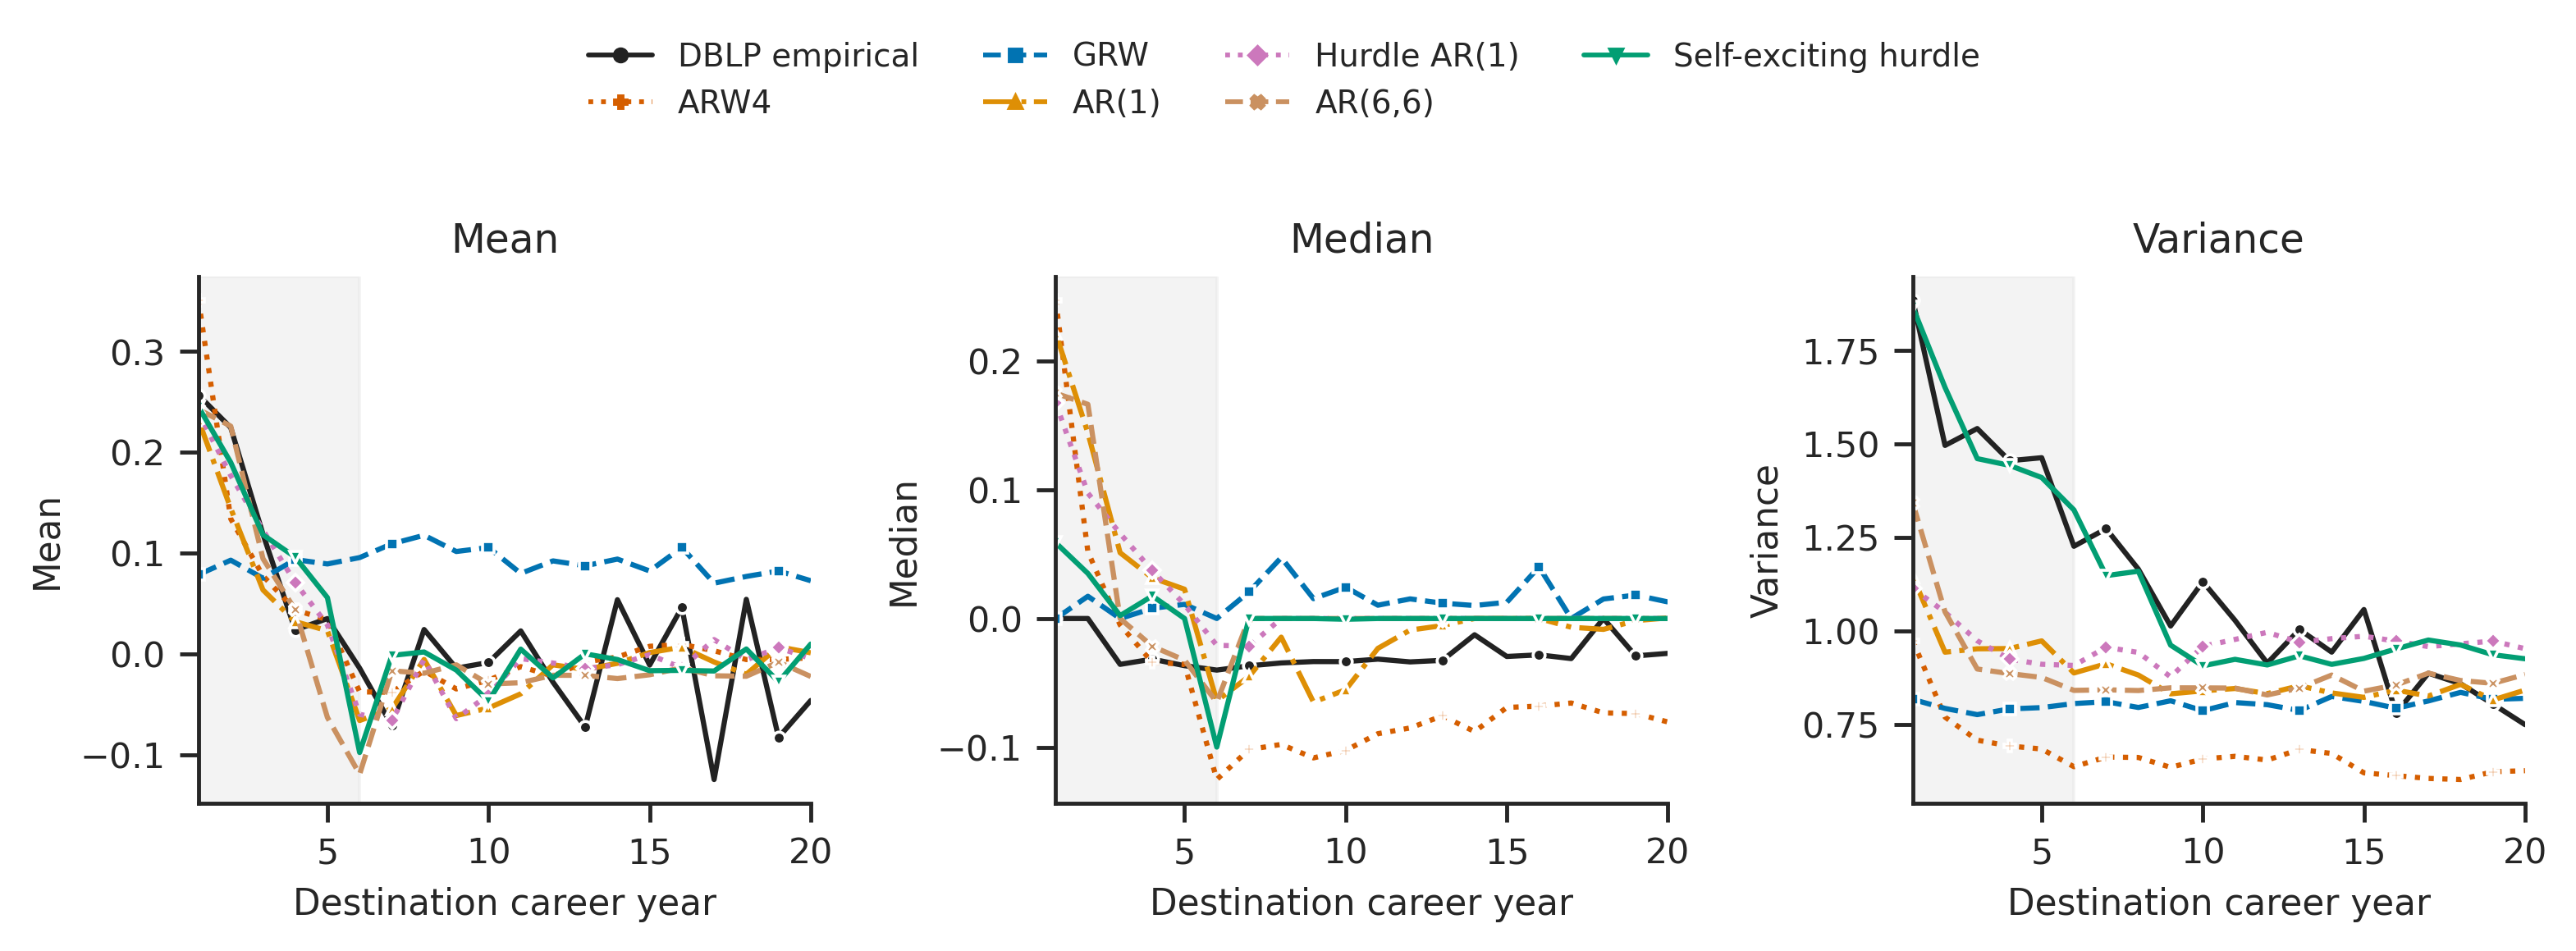 DBLP empirical GRW Hurdle AR(1) Self-exciting hurdle
ARW4 AR(1) AR(6,6)
Mean Median Variance
Mean
0.3
0.2
0.1
0.0
−0.1
5 10 15 20
Destination career year
Median
0.2
0.1
0.0
−0.1
5 10 15 20
Destination career year
Variance
1.75
1.50
1.25
1.00
0.75
5 10 15 20
Destination career year